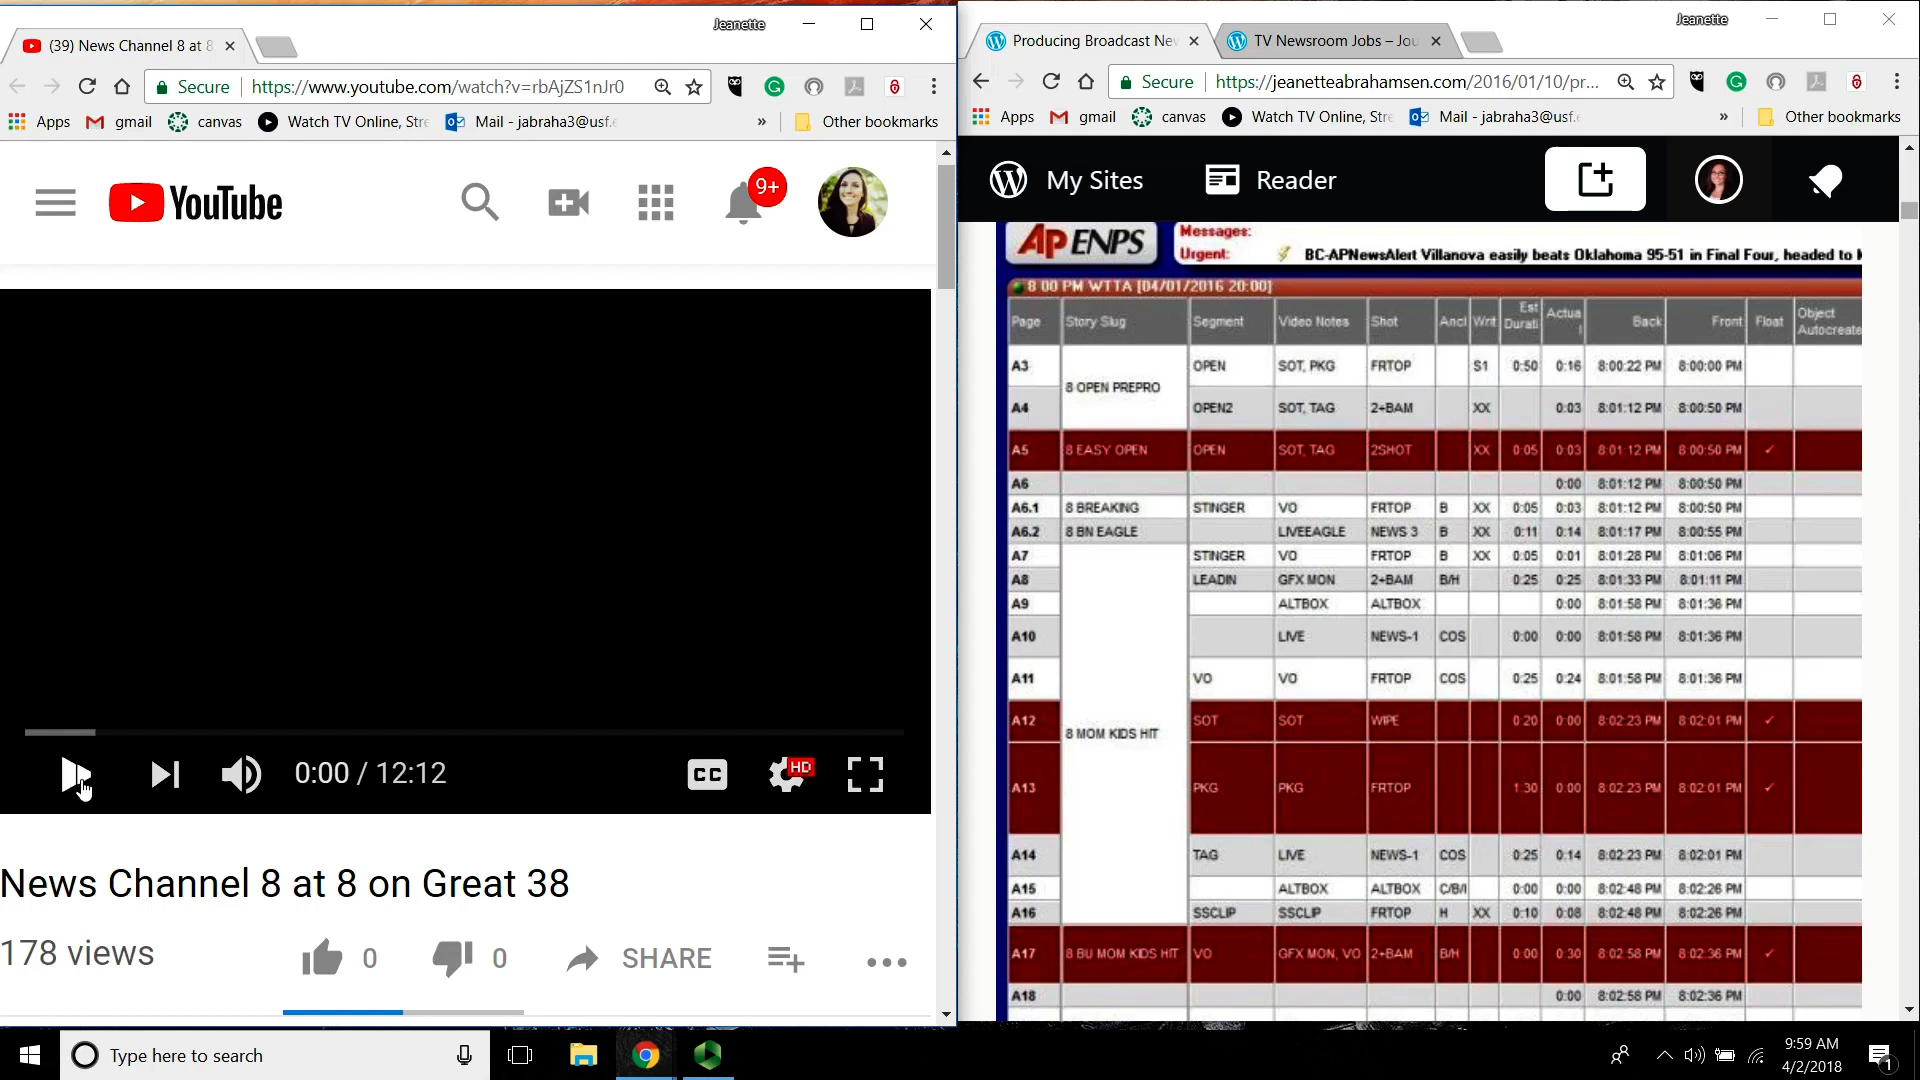 Jeanette
(39) News Channel 8 at 8
Secure https://www.youtube.com/watch?v=rbAjZS1nJr0
Apps gmail canvas Watch TV Online, Stre Mail - jabraha3@usf.e » Other bookmarks
YouTube 9+
0:00 / 12:12 CC HD
News Channel 8 at 8 on Great 38
178 views 0 0 SHARE
Jeanette
Producing Broadcast New TV Newsroom Jobs – Jou
Secure https://jeanetteabrahamsen.com/2016/01/10/pr...
Apps gmail canvas Watch TV Online, Stre Mail - jabraha3@usf.e » Other bookmarks
My Sites Reader
AP ENPS Messages:
Urgent: BC-APNewsAlert Villanova easily beats Oklahoma 95-51 in Final Four, headed to
8 00 PM WTTA [04/01/2016 20:00]
Page Story Slug Segment Video Notes Shot Ancl Writ Est Durati Actua l Back Front Float Object Autocreate
A3 OPEN SOT, PKG FRTOP S1 0:50 0:16 8:00:22 PM 8:00:00 PM
8 OPEN PREPRO
A4 OPEN2 SOT, TAG 2+BAM XX 0:03 8:01:12 PM 8:00:50 PM
A5 8 EASY OPEN OPEN SOT, TAG 2SHOT XX 0:05 0:03 8:01:12 PM 8:00:50 PM ✓
A6 0:00 8:01:12 PM 8:00:50 PM
A6.1 8 BREAKING STINGER VO FRTOP B XX 0:05 0:03 8:01:12 PM 8:00:50 PM
A6.2 8 BN EAGLE LIVEEAGLE NEWS 3 B XX 0:11 0:14 8:01:17 PM 8:00:55 PM
A7 STINGER VO FRTOP B XX 0:05 0:01 8:01:28 PM 8:01:06 PM
A8 LEADIN GFX MON 2+BAM B/H 0:25 0:25 8:01:33 PM 8:01:11 PM
A9 ALTBOX ALTBOX 0:00 8:01:58 PM 8:01:36 PM
A10 LIVE NEWS-1 COS 0:00 0:00 8:01:58 PM 8:01:36 PM
A11 VO VO FRTOP COS 0:25 0:24 8:01:58 PM 8:01:36 PM
A12 SOT SOT WIPE 0:20 0:00 8:02:23 PM 8:02:01 PM ✓
8 MOM KIDS HIT
A13 PKG PKG FRTOP 1:30 0:00 8:02:23 PM 8:02:01 PM ✓
A14 TAG LIVE NEWS-1 COS 0:25 0:14 8:02:23 PM 8:02:01 PM
A15 ALTBOX ALTBOX C/B/I 0:00 0:00 8:02:48 PM 8:02:26 PM
A16 SSCLIP SSCLIP FRTOP H XX 0:10 0:08 8:02:48 PM 8:02:26 PM
A17 8 BU MOM KIDS HIT VO GFX MON, VO 2+BAM B/H 0:00 0:30 8:02:58 PM 8:02:36 PM ✓
A18 0:00 8:02:58 PM 8:02:36 PM
Type here to search
9:59 AM
4/2/2018
1